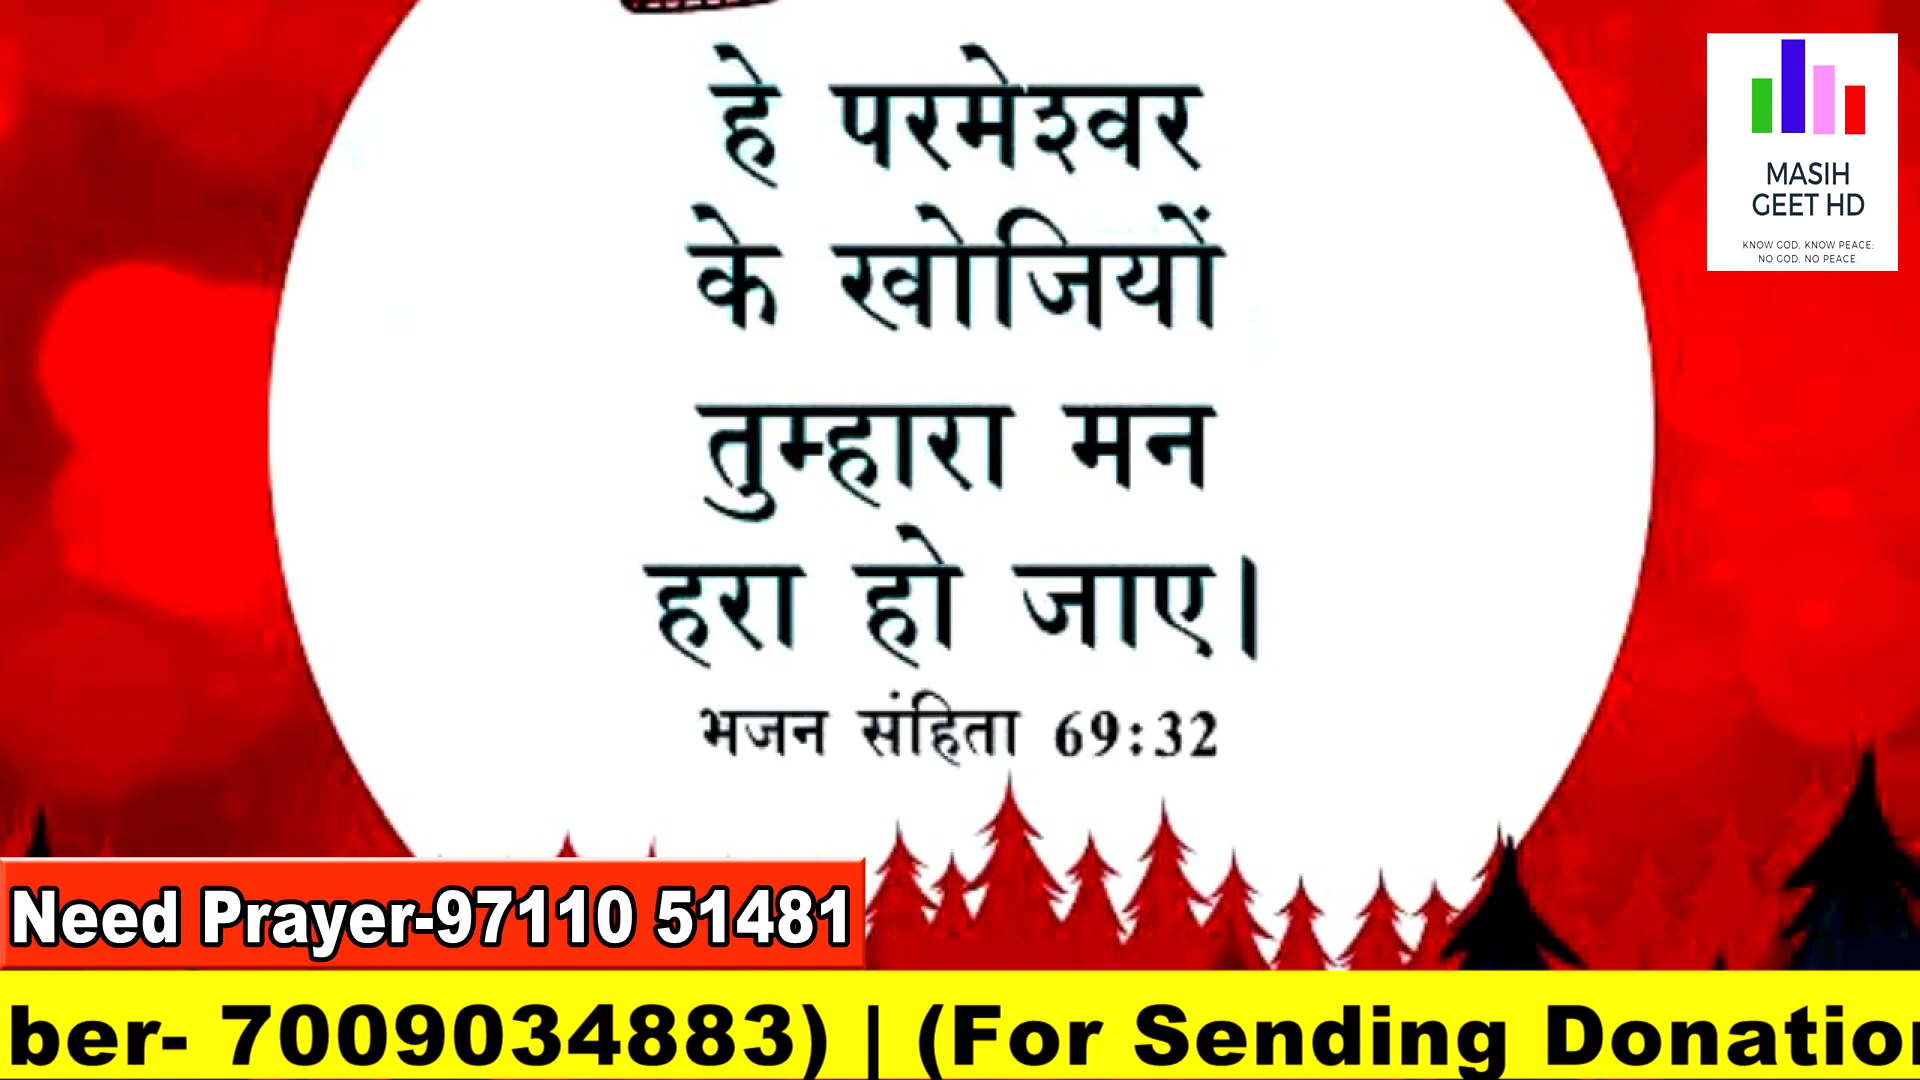 हे परमेश्वर
के खोजियों
तुम्हारा मन
हरा हो जाए।
भजन संहिता 69:32
MASIH
GEET HD
KNOW GOD, KNOW PEACE;
NO GOD, NO PEACE.
Need Prayer-97110 51481
ber- 7009034883) | (For Sending Donation